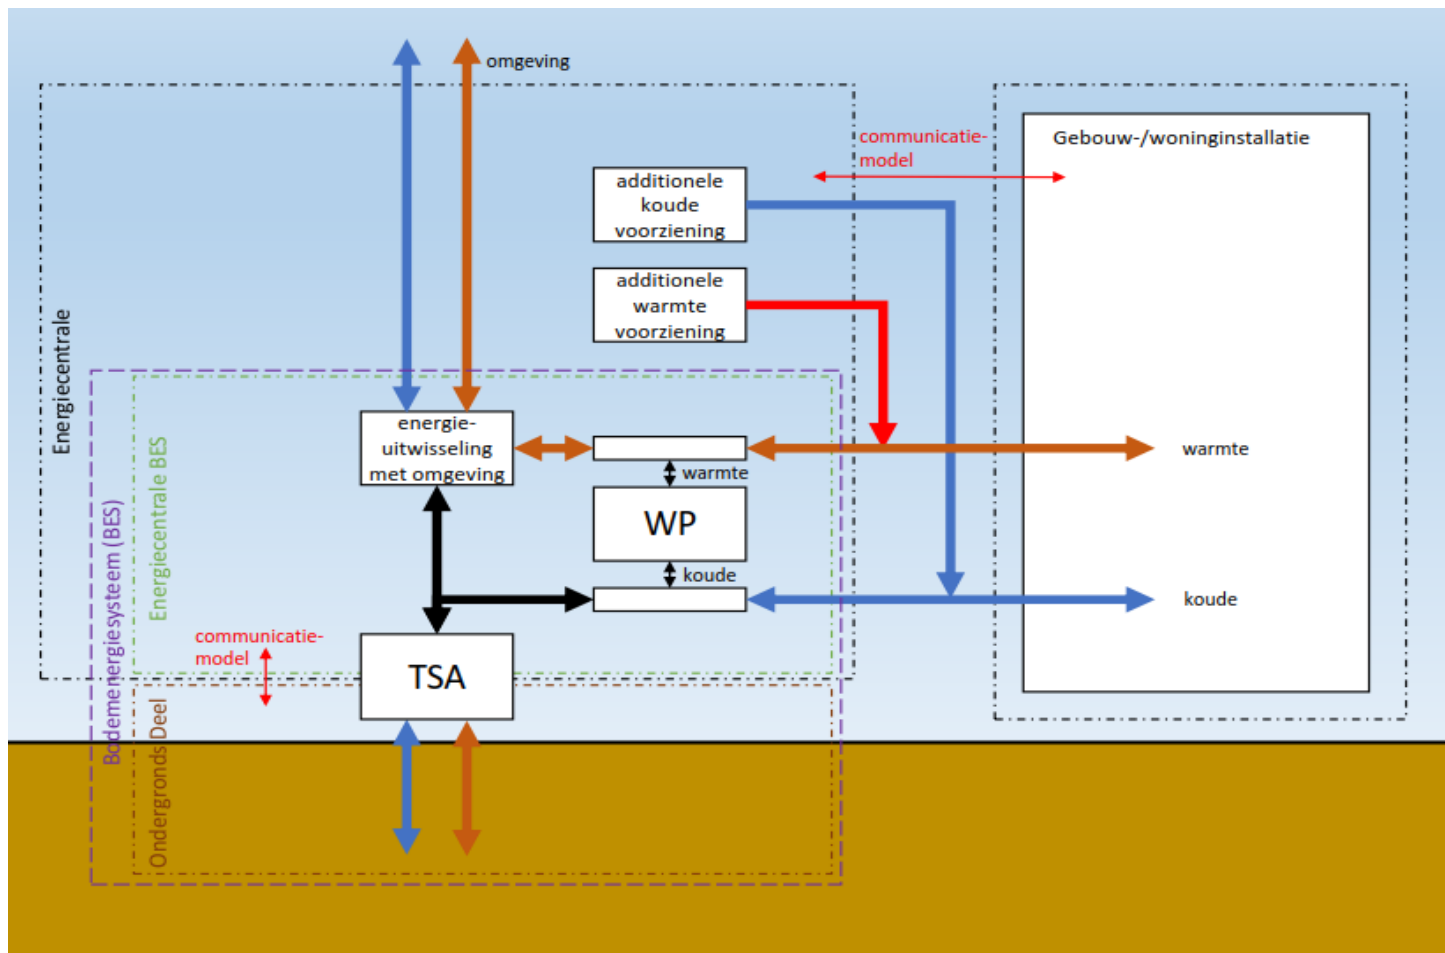 omgeving
communicatie-
model
Gebouw-/woninginstallatie
additionele
koude
voorziening
additionele
warmte
voorziening
Energiecentrale
Bodemenergiesysteem (BES)
Energiecentrale BES
energie-
uitwisseling
met omgeving
warmte
WP
koude
warmte
koude
communicatie-
model
TSA
Ondergronds Deel